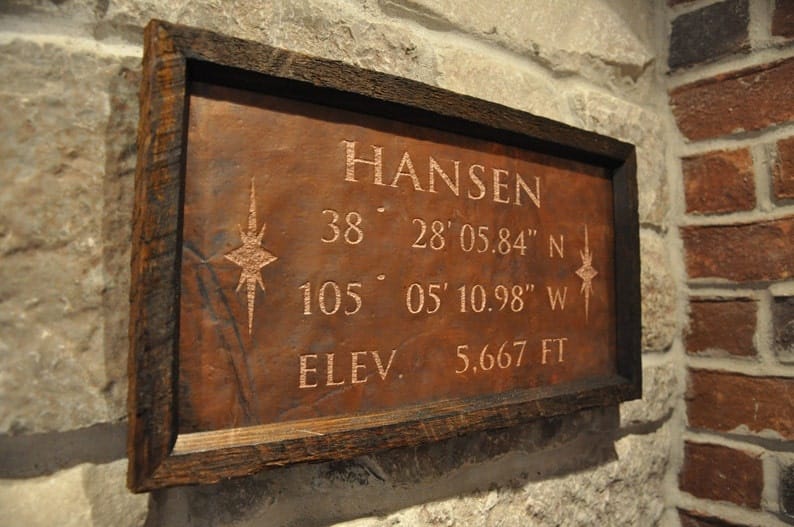 HANSEN
38° 28' 05.84" N
105° 05' 10.98" W
ELEV. 5,667 FT